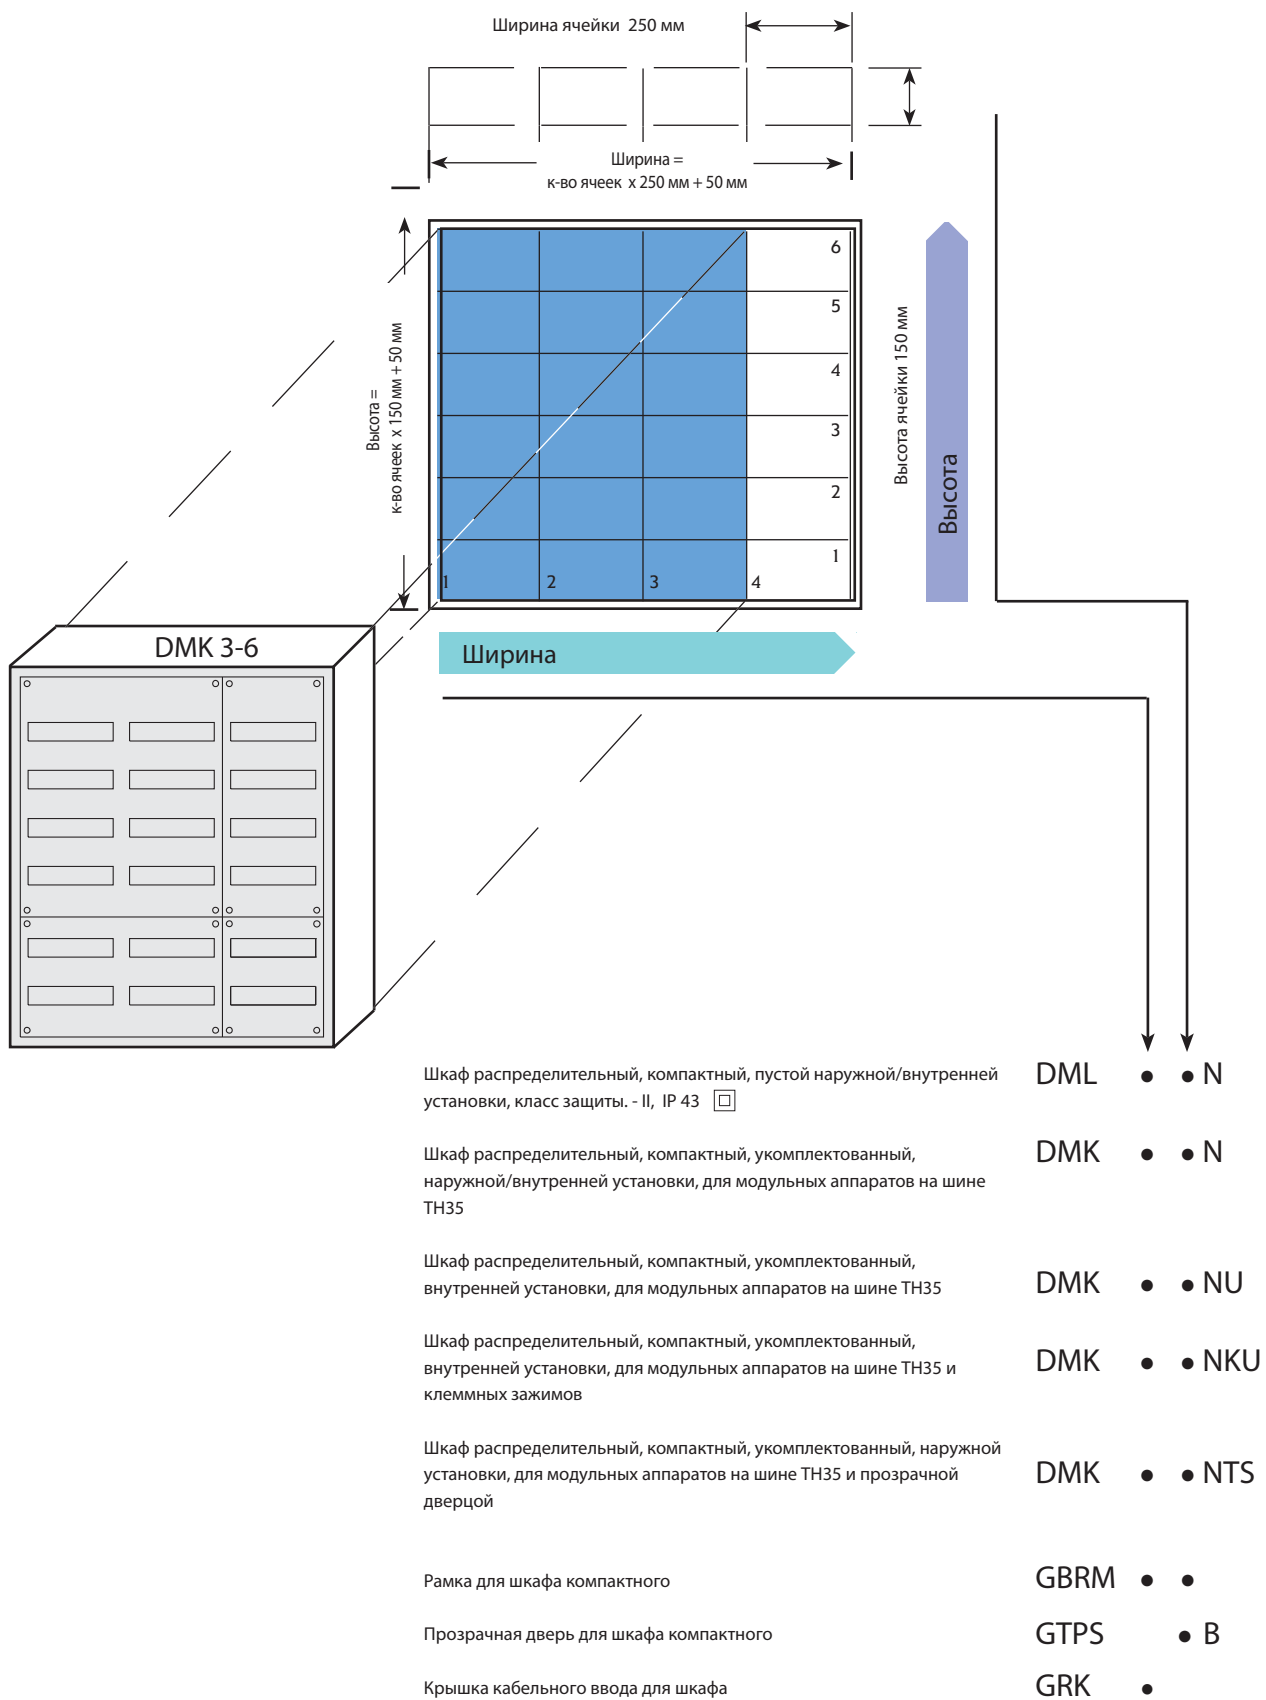 Ширина ячейки 250 мм
Ширина =
к-во ячеек x 250 мм + 50 мм
Высота =
к-во ячеек x 150 мм + 50 мм
6
5
4
3
2
1
1 2 3 4
Высота ячейки 150 мм
Высота
Ширина
DMK 3-6
Шкаф распределительный, компактный, пустой наружной/внутренней
установки, класс защиты. - II, IP 43
DML • • N
Шкаф распределительный, компактный, укомплектованный,
наружной/внутренней установки, для модульных аппаратов на шине
TH35
DMK • • N
Шкаф распределительный, компактный, укомплектованный,
внутренней установки, для модульных аппаратов на шине TH35
DMK • • NU
Шкаф распределительный, компактный, укомплектованный,
внутренней установки, для модульных аппаратов на шине TH35 и
клеммных зажимов
DMK • • NKU
Шкаф распределительный, компактный, укомплектованный, наружной
установки, для модульных аппаратов на шине TH35 и прозрачной
дверцой
DMK • • NTS
Рамка для шкафа компактного
GBRM • •
Прозрачная дверь для шкафа компактного
GTPS • B
Крышка кабельного ввода для шкафа
GRK •